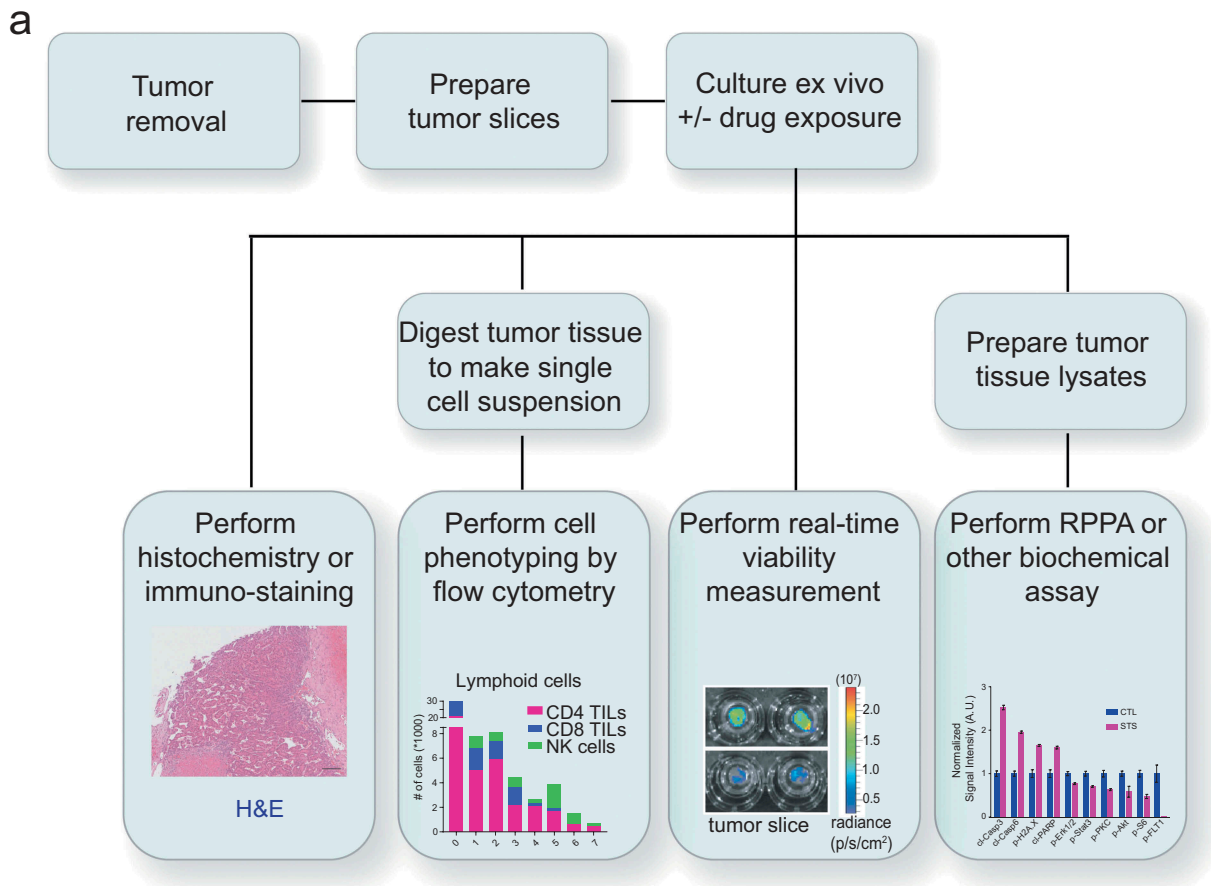 a
Tumor
removal
Prepare
tumor slices
Culture ex vivo
+/- drug exposure
Digest tumor tissue
to make single
cell suspension
Prepare tumor
tissue lysates
Perform
histochemistry or
immuno-staining
H&E
Perform cell
phenotyping by
flow cytometry
Lymphoid cells
CD4 TILs
CD8 TILs
NK cells
# of cells (*1000)
30
20
8
6
4
2
0
0 1 2 3 4 5 6 7
Perform real-time
viability
measurement
(10⁷)
2.0
1.5
1.0
0.5
tumor slice
radiance
(p/s/cm²)
Perform RPPA or
other biochemical
assay
Normalized
Signal Intensity (A.U.)
3
2
1
0
CTL
STS
cl-Casp3
cl-Casp6
p-H2A.X
cl-PARP
p-Erk1/2
p-Stat3
p-PKC
p-Akt
p-S6
p-FLT1